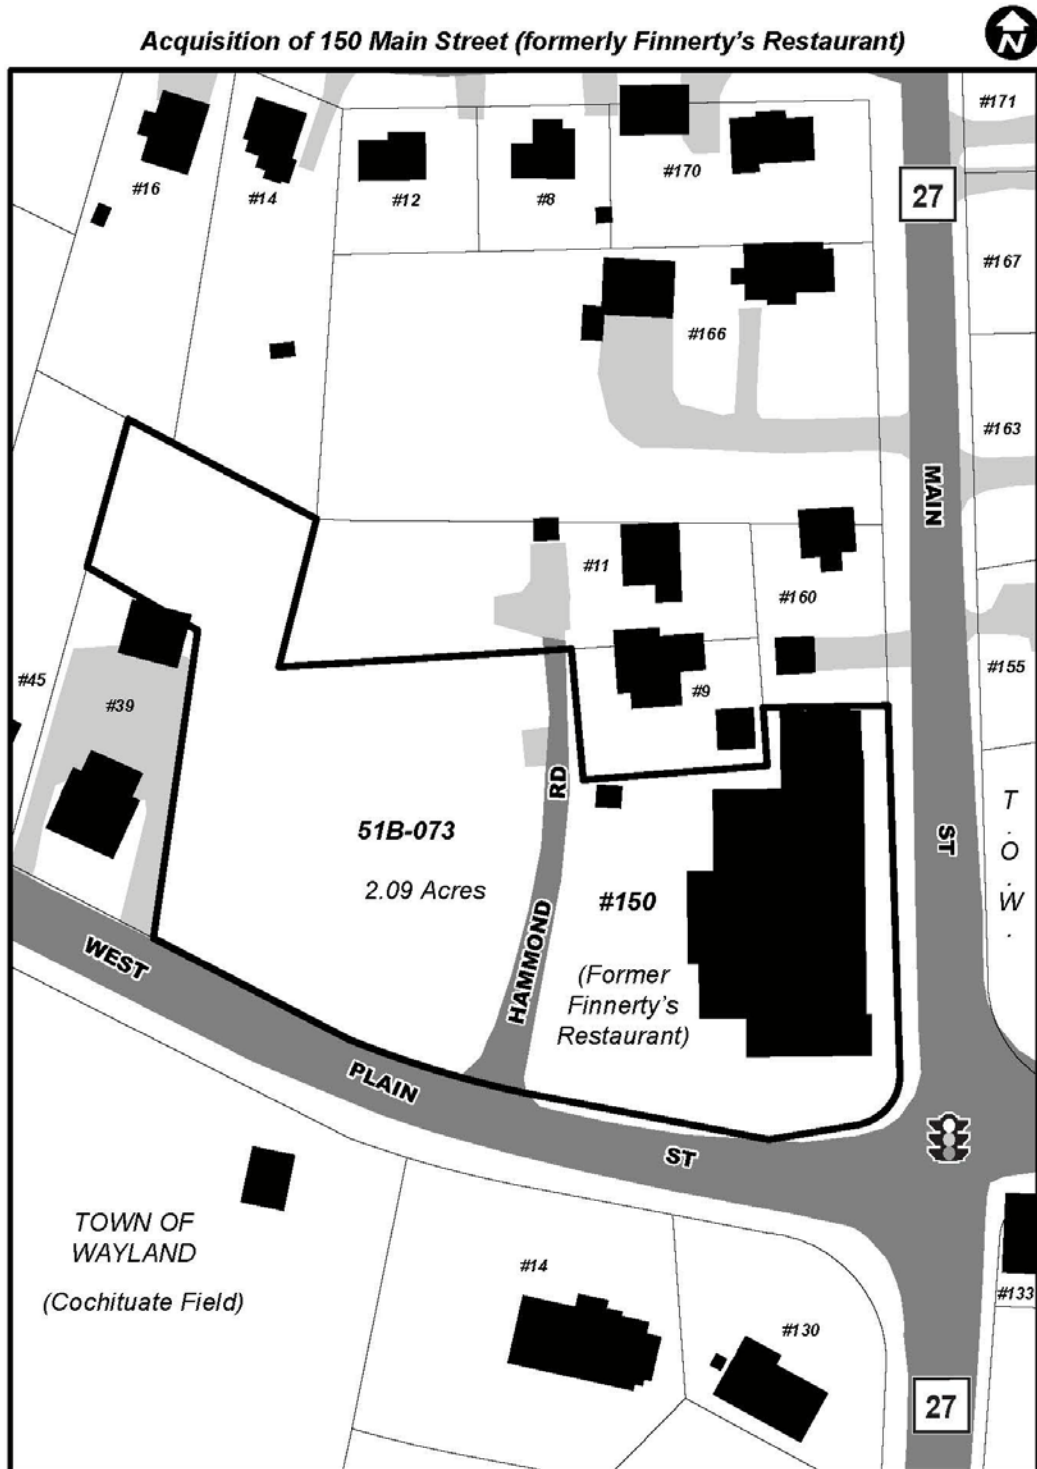 Acquisition of 150 Main Street (formerly Finnerty's Restaurant)
N
#171
#16
#14
#12
#8
#170
27
#167
#166
#163
MAIN
#11
#160
#45
#39
#9
#155
RD
51B-073
2.09 Acres
ST
T.O.W.
#150
HAMMOND
(Former
Finnerty's
Restaurant)
WEST
PLAIN
ST
TOWN OF
WAYLAND
(Cochituate Field)
#14
#133
#130
27